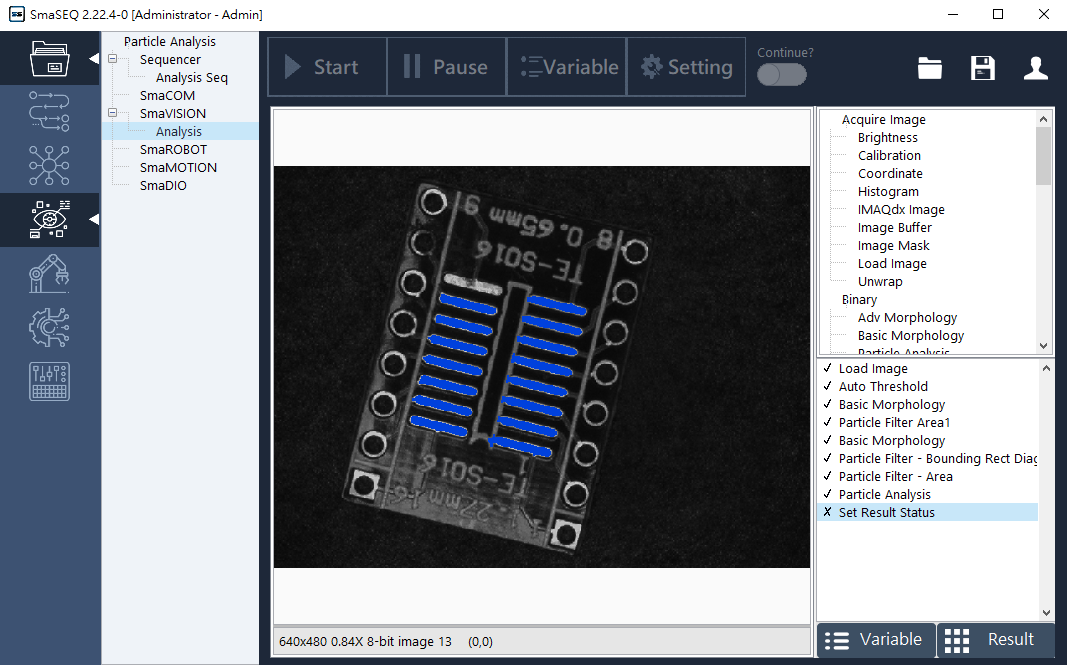 SmaSEQ 2.22.4-0 [Administrator - Admin]
Particle Analysis
Sequencer
Analysis Seq
SmaCOM
SmaVISION
Analysis
SmaROBOT
SmaMOTION
SmaDIO
Start
Pause
Variable
Setting
Continue?
9 0.65mm 8
TE-SO16
TE-SO16
1.27mm
640x480 0.84X 8-bit image 13 (0,0)
Acquire Image
Brightness
Calibration
Coordinate
Histogram
IMAQdx Image
Image Buffer
Image Mask
Load Image
Unwrap
Binary
Adv Morphology
Basic Morphology
Particle Analysis
✓ Load Image
✓ Auto Threshold
✓ Basic Morphology
✓ Particle Filter Area1
✓ Basic Morphology
✓ Particle Filter - Bounding Rect Diag
✓ Particle Filter - Area
✓ Particle Analysis
✗ Set Result Status
Variable
Result